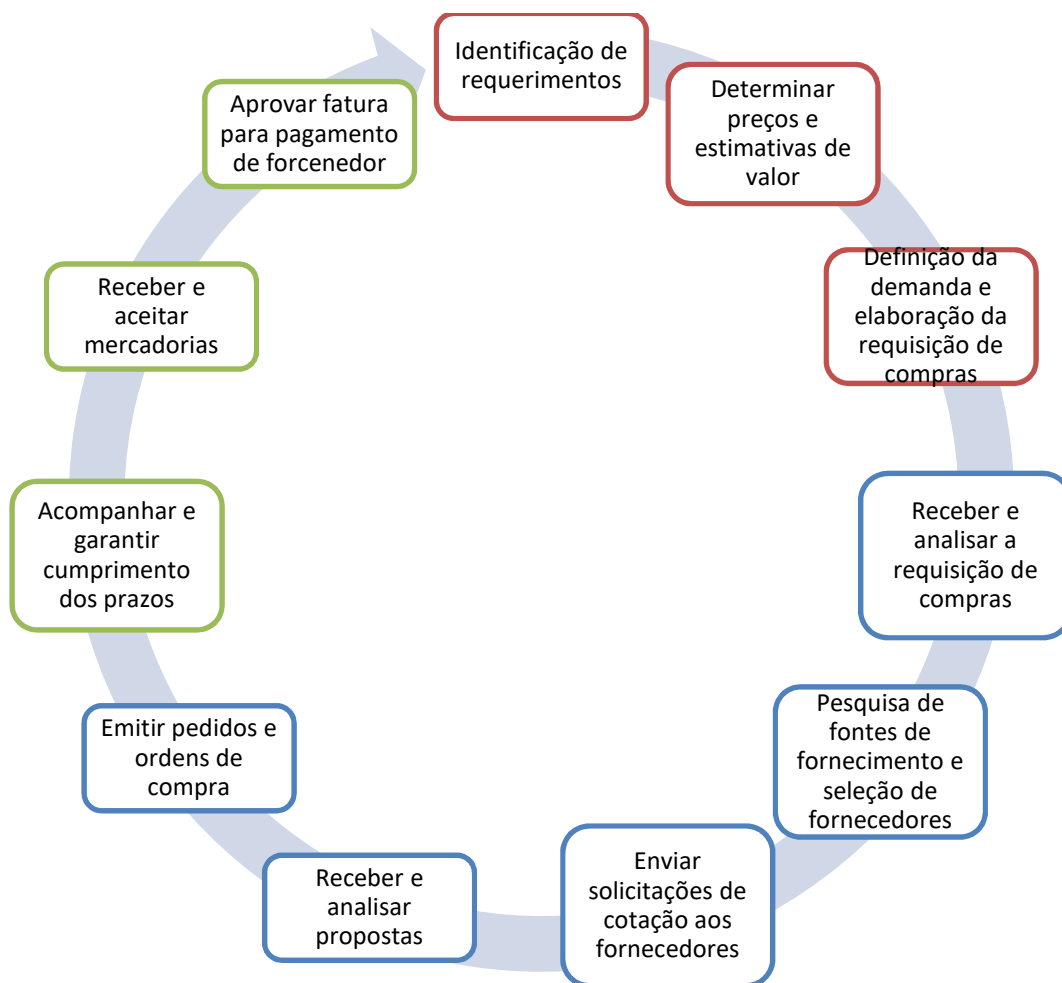 Identificação de
requerimentos
Determinar
preços e
estimativas de
valor
Definição da
demanda e
elaboração da
requisição de
compras
Receber e
analisar a
requisição de
compras
Pesquisa de
fontes de
fornecimento e
seleção de
fornecedores
Enviar
solicitações de
cotação aos
fornecedores
Receber e
analisar
propostas
Emitir pedidos e
ordens de
compra
Acompanhar e
garantir
cumprimento
dos prazos
Receber e
aceitar
mercadorias
Aprovar fatura
para pagamento
de forcenedor